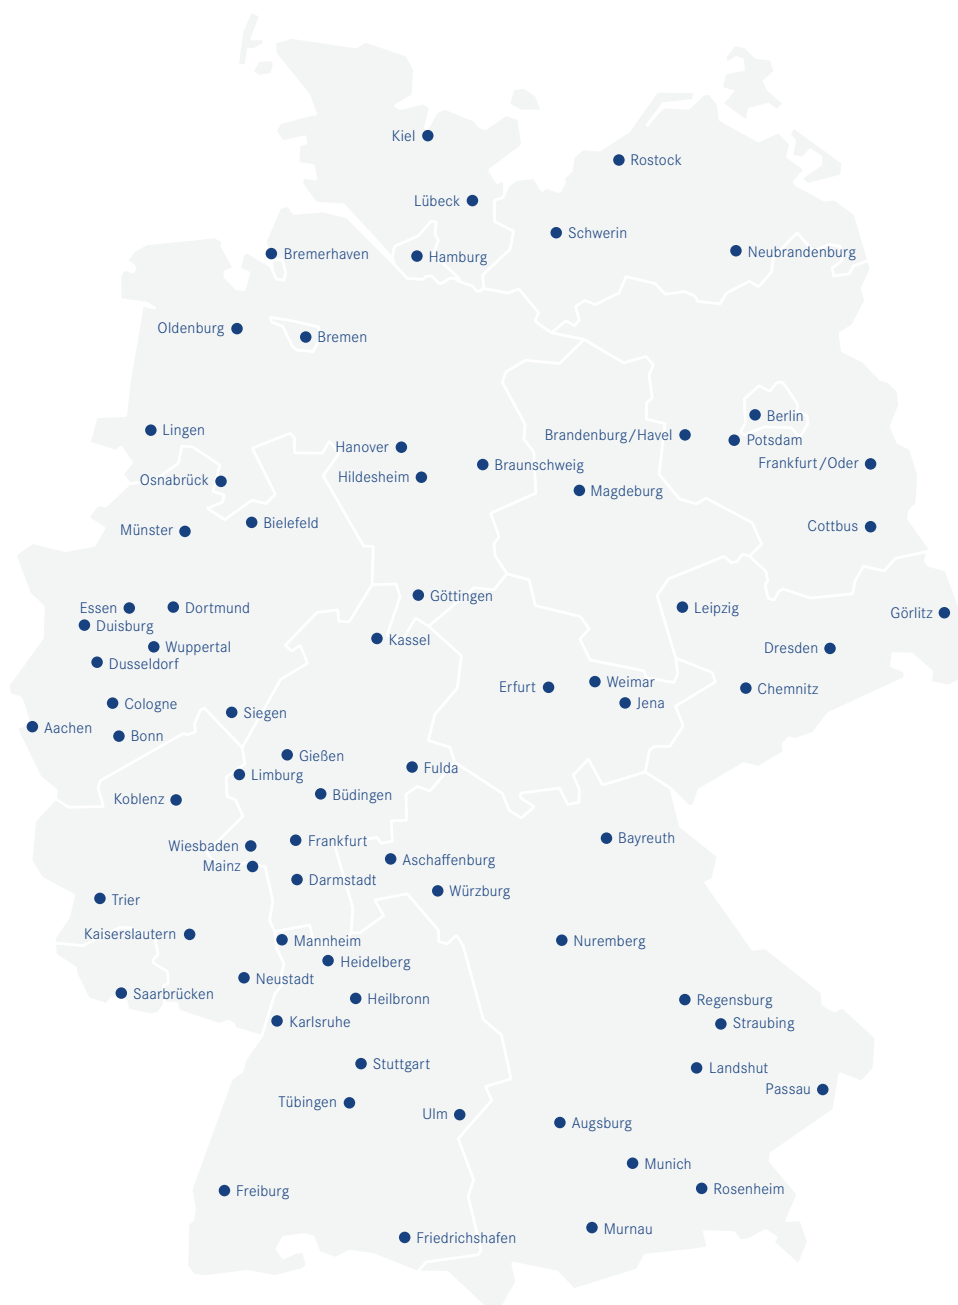 Kiel
Rostock
Lübeck
Schwerin
Bremerhaven
Hamburg
Neubrandenburg
Oldenburg
Bremen
Berlin
Lingen
Brandenburg/Havel
Potsdam
Hanover
Braunschweig
Frankfurt/Oder
Osnabrück
Hildesheim
Magdeburg
Bielefeld
Münster
Cottbus
Göttingen
Essen
Dortmund
Leipzig
Görlitz
Duisburg
Kassel
Wuppertal
Dresden
Dusseldorf
Weimar
Erfurt
Chemnitz
Cologne
Jena
Siegen
Aachen
Bonn
Gießen
Fulda
Limburg
Büdingen
Koblenz
Bayreuth
Frankfurt
Wiesbaden
Aschaffenburg
Mainz
Darmstadt
Würzburg
Trier
Kaiserslautern
Mannheim
Nuremberg
Heidelberg
Neustadt
Saarbrücken
Heilbronn
Regensburg
Karlsruhe
Straubing
Stuttgart
Landshut
Passau
Tübingen
Ulm
Augsburg
Munich
Rosenheim
Freiburg
Murnau
Friedrichshafen